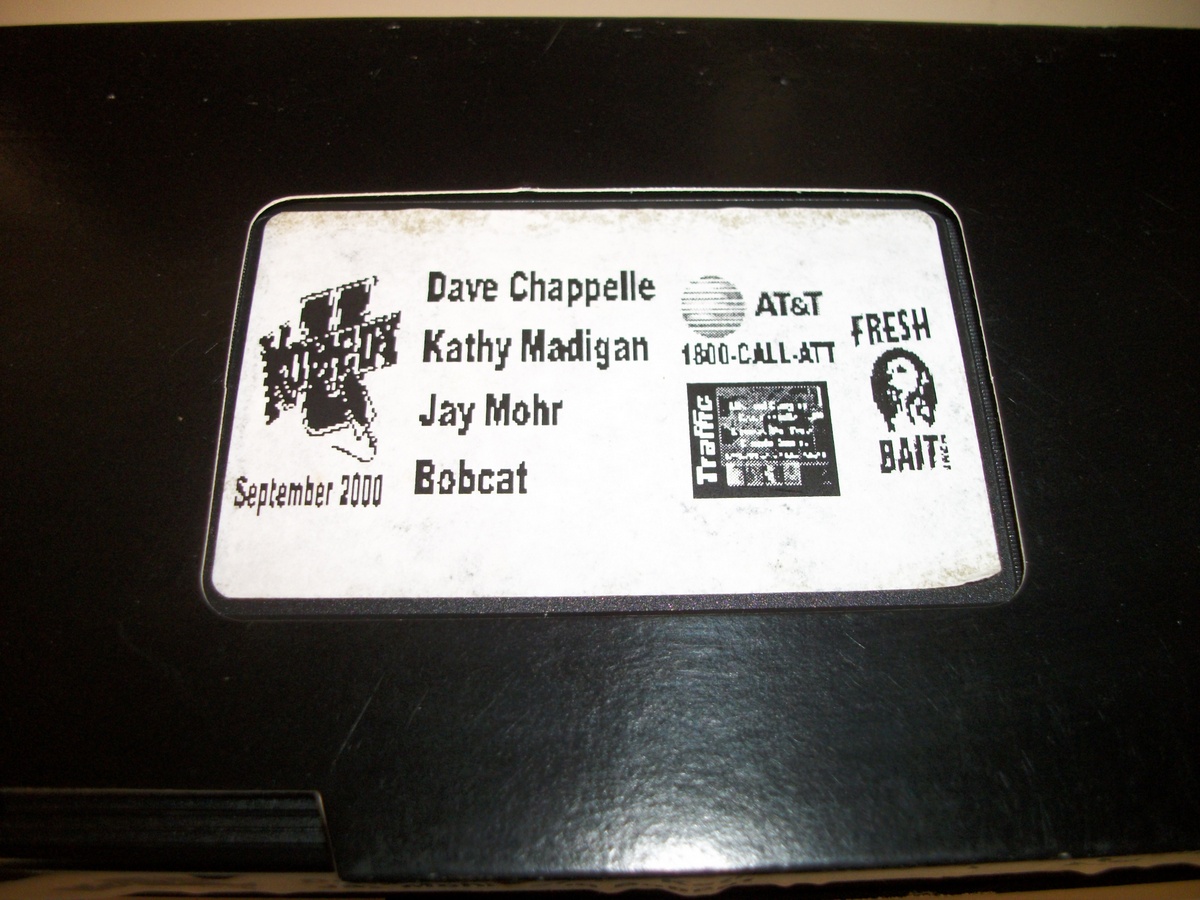 September 2000
Dave Chappelle
Kathy Madigan
Jay Mohr
Bobcat
AT&T
1800-CALL-ATT
Traffic
FRESH
BAIT